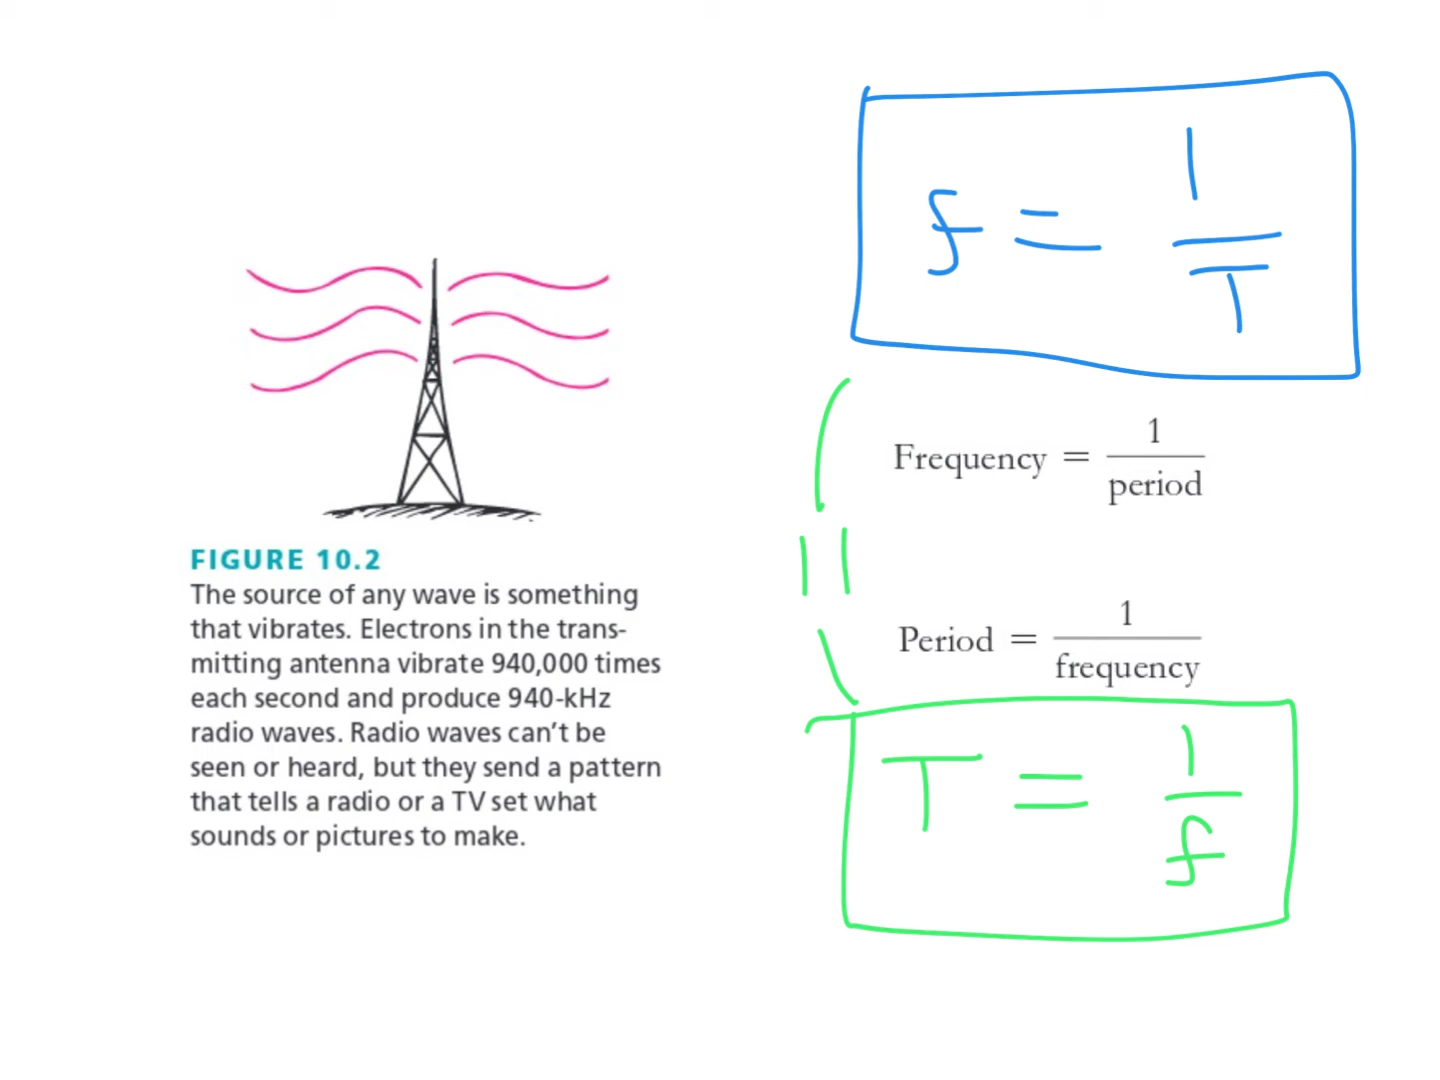 f = 1/T
Frequency = 1/period
Period = 1/frequency
T = 1/f
FIGURE 10.2
The source of any wave is something
that vibrates. Electrons in the trans-
mitting antenna vibrate 940,000 times
each second and produce 940-kHz
radio waves. Radio waves can't be
seen or heard, but they send a pattern
that tells a radio or a TV set what
sounds or pictures to make.